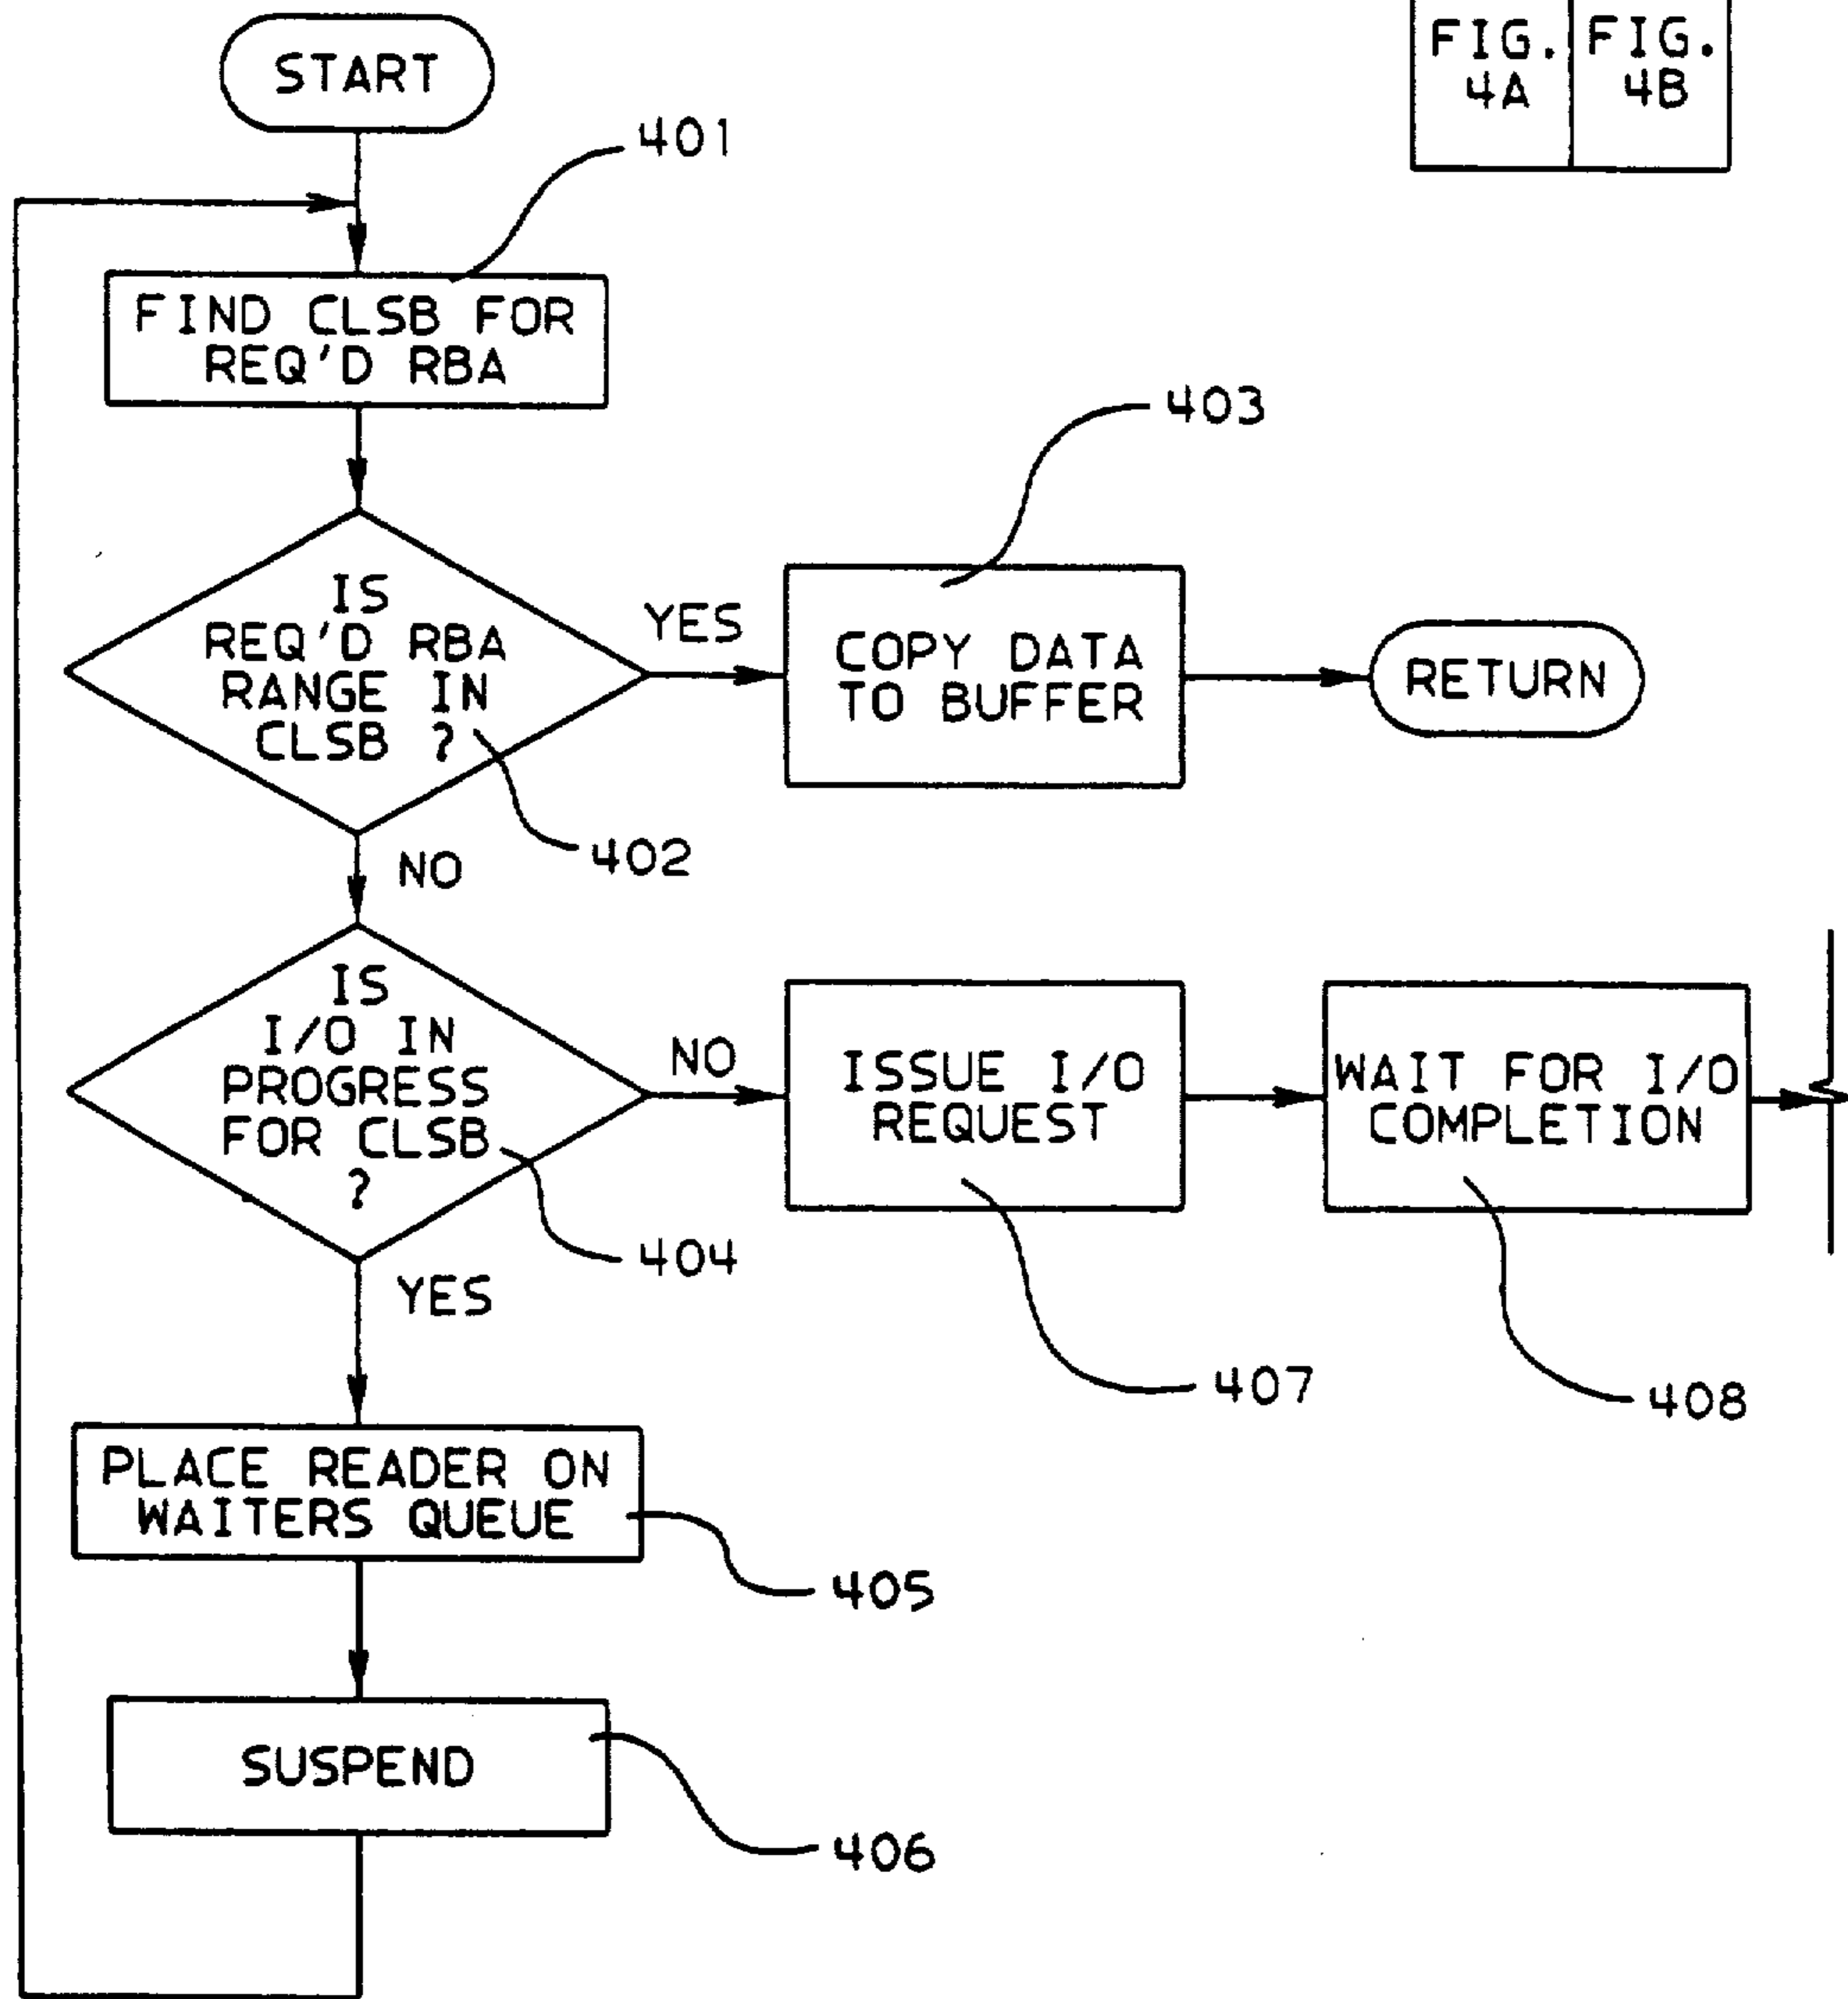 FIG. 4A
FIG. 4B
START
401
FIND CLSB FOR
REQ'D RBA
403
IS
REQ'D RBA
RANGE IN
CLSB ?
YES
COPY DATA
TO BUFFER
RETURN
402
NO
IS
I/O IN
PROGRESS
FOR CLSB
?
NO
ISSUE I/O
REQUEST
WAIT FOR I/O
COMPLETION
404
YES
407
408
PLACE READER ON
WAITERS QUEUE
405
SUSPEND
406